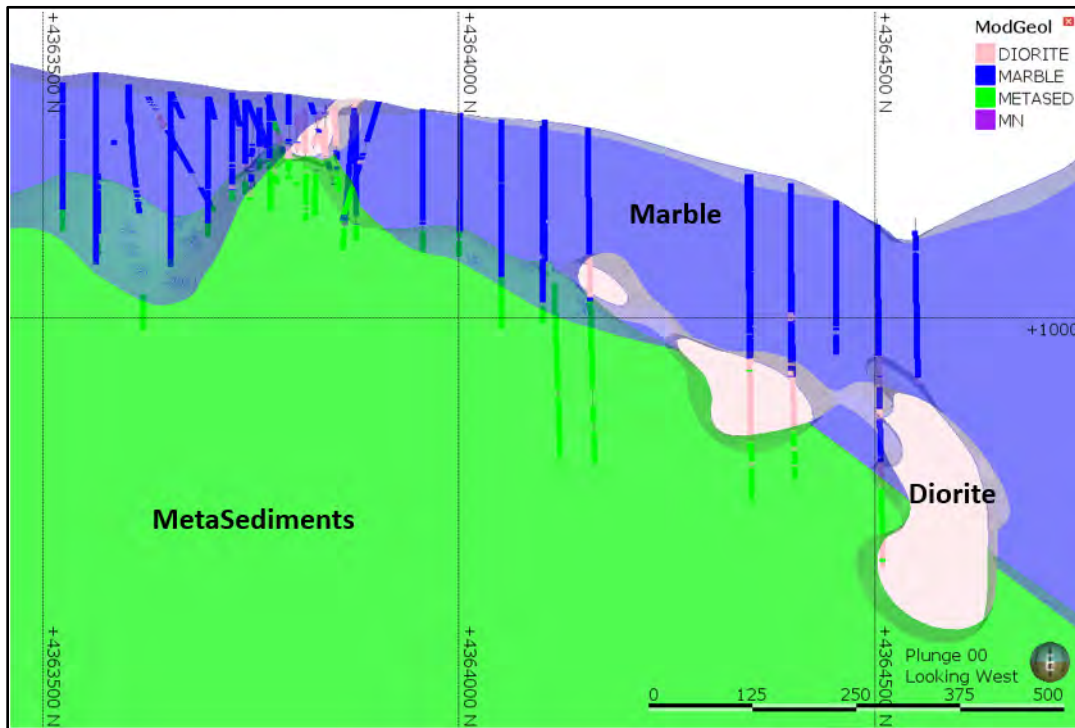 +4363500 N
+4364000 N
+4364500 N
ModGeol
DIORITE
MARBLE
METASED
MN
Marble
+1000
Diorite
MetaSediments
+4363500 N
+4364000 N
+4364500 N
Plunge 00
Looking West
0 125 250 375 500